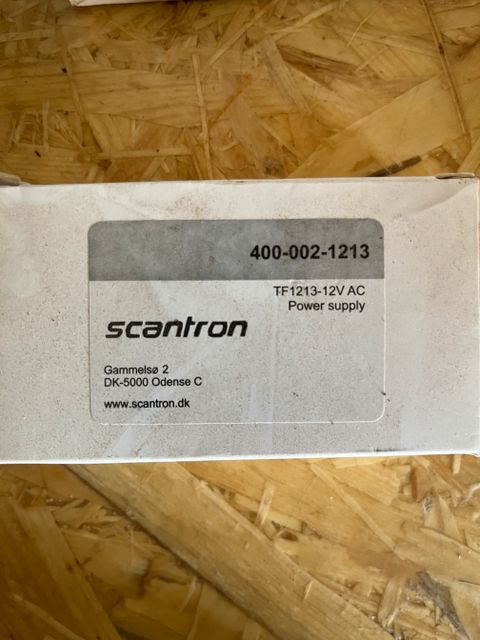 400-002-1213
TF1213-12V AC
Power supply
scantron
Gammelsø 2
DK-5000 Odense C
www.scantron.dk